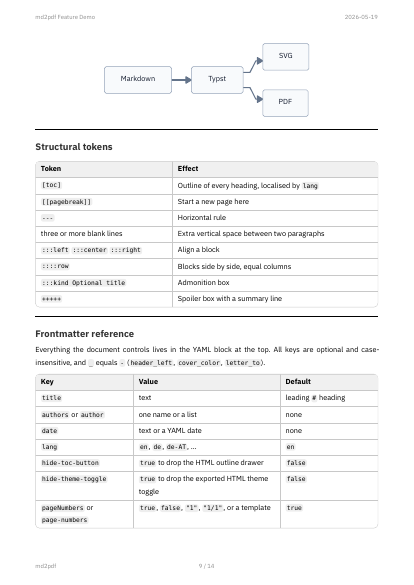 md2pdf Feature Demo 2026-05-19
SVG
Markdown Typst
PDF
Structural tokens
Token Effect
[toc] Outline of every heading, localised by lang
[[pagebreak]] Start a new page here
--- Horizontal rule
three or more blank lines Extra vertical space between two paragraphs
:::left :::center :::right Align a block
::::row Blocks side by side, equal columns
:::kind Optional title Admonition box
+++++ Spoiler box with a summary line
Frontmatter reference
Everything the document controls lives in the YAML block at the top. All keys are optional and case-
insensitive, and _ equals - (header_left, cover_color, letter_to).
Key Value Default
title text leading # heading
authors or author one name or a list none
date text or a YAML date none
lang en, de, de-AT, … en
hide-toc-button true to drop the HTML outline drawer false
hide-theme-toggle true to drop the exported HTML theme false
toggle
pageNumbers or true, false, "1", "1/1", or a template true
page-numbers
md2pdf 9 / 14